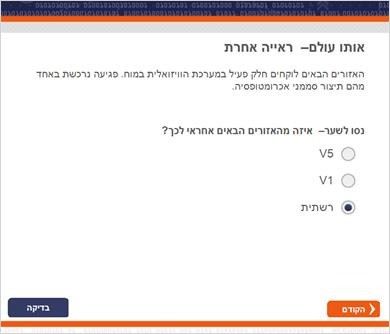 אותו עולם– ראייה אחרת
האזורים הבאים לוקחים חלק פעיל במערכת הוויזואלית במוח. פגיעה נרכשת באחד
מהם תיצור סממני אכרומטופסיה.
נסו לשער– איזה מהאזורים הבאים אחראי לכך?
V5
V1
רשתית
הקודם
בדיקה